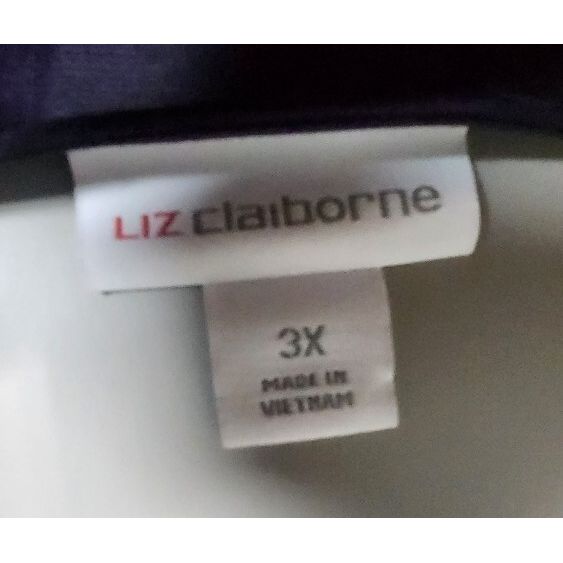 LIZ claiborne
3X
MADE IN
VIETNAM